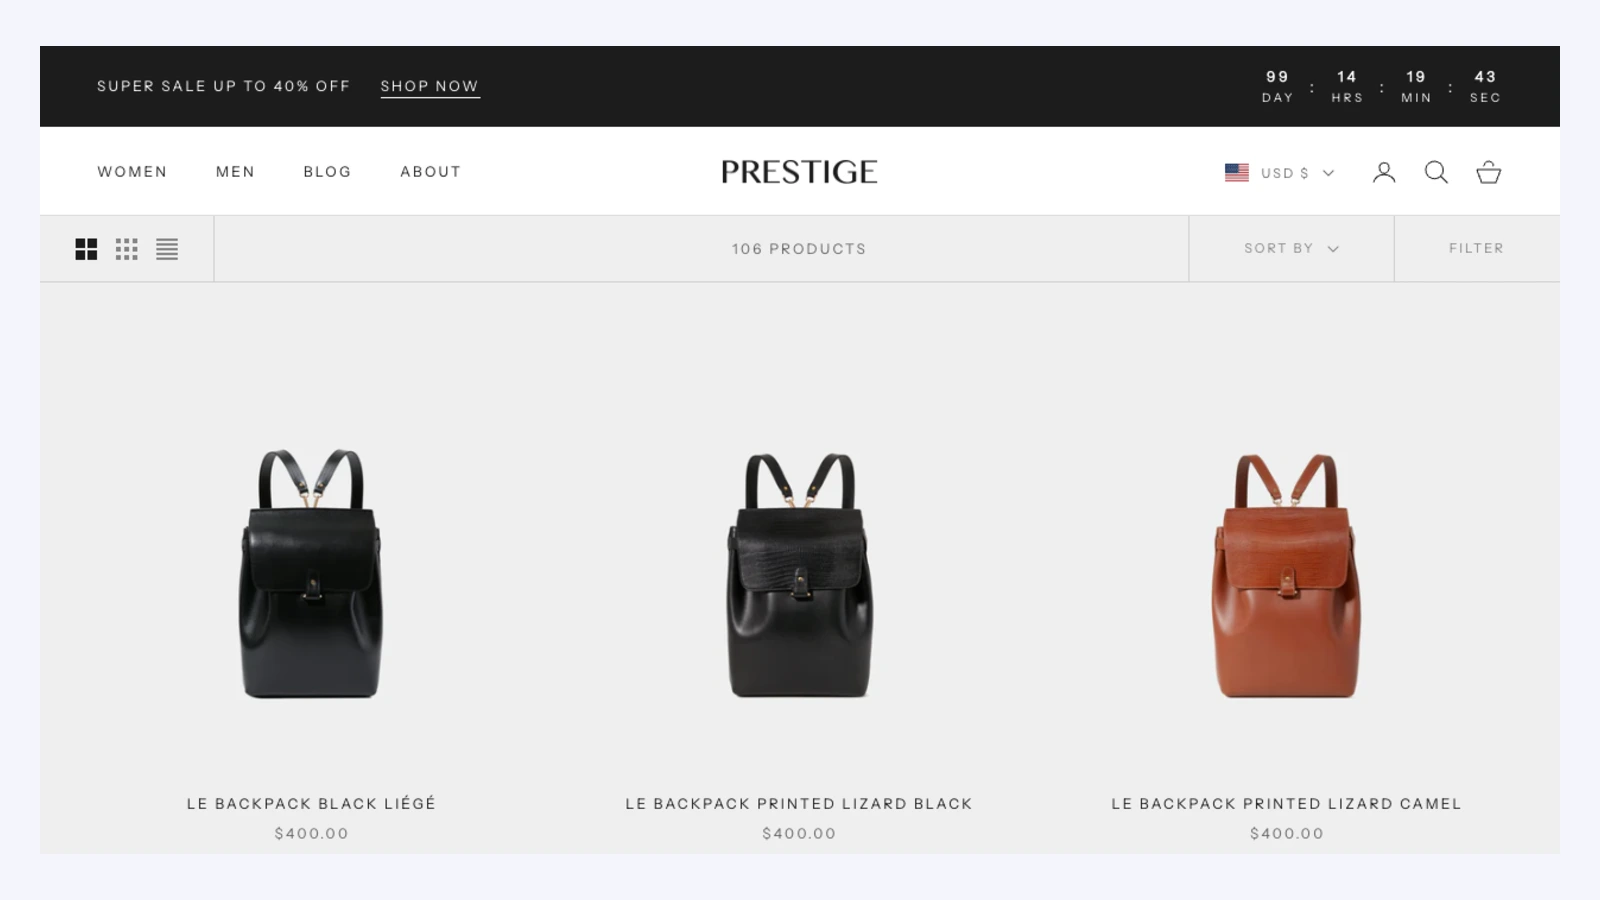 SUPER SALE UP TO 40% OFF SHOP NOW
99 : 14 : 19 : 43
DAY HRS MIN SEC
WOMEN MEN BLOG ABOUT PRESTIGE USD $
106 PRODUCTS SORT BY FILTER
LE BACKPACK BLACK LIÉGÉ LE BACKPACK PRINTED LIZARD BLACK LE BACKPACK PRINTED LIZARD CAMEL
$400.00 $400.00 $400.00